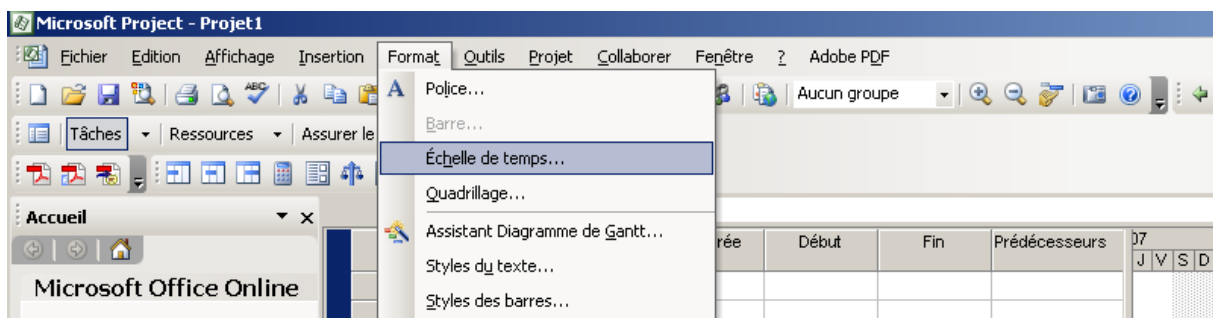 Microsoft Project - Projet1
Fichier Edition Affichage Insertion Format Outils Projet Collaborer Fenêtre ? Adobe PDF
Police...
Aucun groupe
Barre...
Tâches Ressources Assurer le
Échelle de temps...
Quadrillage...
Accueil
Assistant Diagramme de Gantt...
rée Début Fin Prédécesseurs 07
J V S D
Styles du texte...
Microsoft Office Online
Styles des barres...